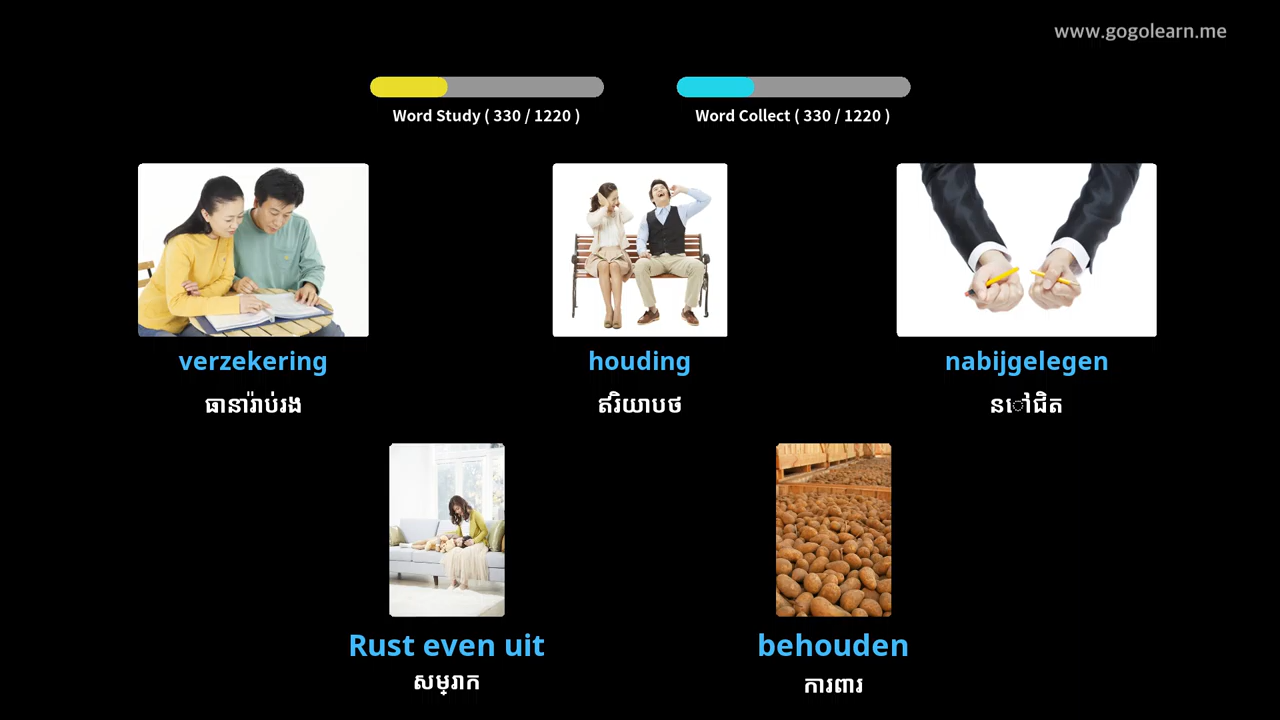 www.gogolearn.me
Word Study ( 330 / 1220 )
Word Collect ( 330 / 1220 )
verzekering
houding
nabijgelegen
ធានារ៉ាប់រង
ឥរិយាបថ
នៅជិត
Rust even uit
behouden
សម្រាក
ការពារ